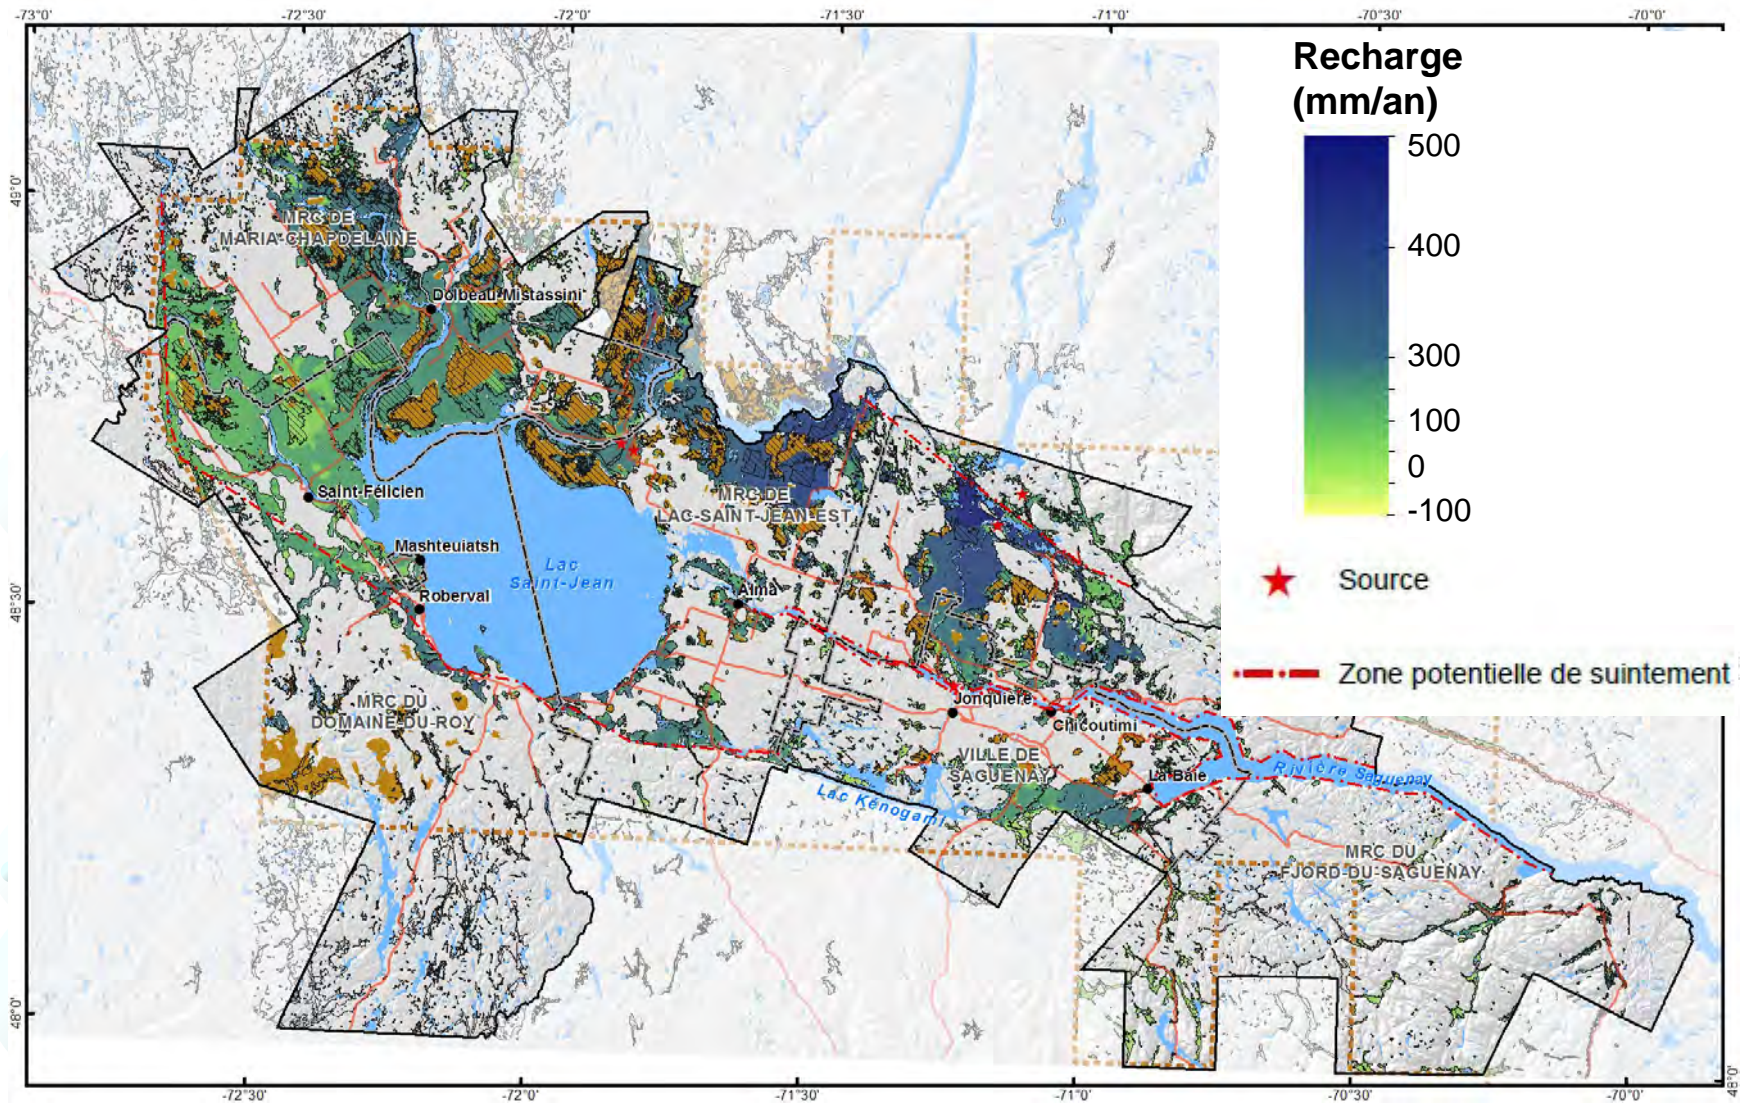 -73°0' -72°30' -72°0' -71°30' -71°0' -70°30' -70°0'
Recharge
(mm/an)
500
400
300
100
0
-100
Source
Zone potentielle de suintement
49°0'
48°30'
48°0'
MRC DE
MARIA-CHAPDELAINE
Dolbeau-Mistassini
Saint-Félicien
MRC DE
LAC-SAINT-JEAN-EST
Mashteuiatsh
Lac
Saint-Jean
Roberval
Alma
MRC DU
DOMAINE-DU-ROY
Jonquière
Chicoutimi
VILLE DE
SAGUENAY
La Baie
Rivière Saguenay
Lac Kénogami
MRC DU
FJORD-DU-SAGUENAY
48°0'
-72°30' -72°0' -71°30' -71°0' -70°30' -70°0'